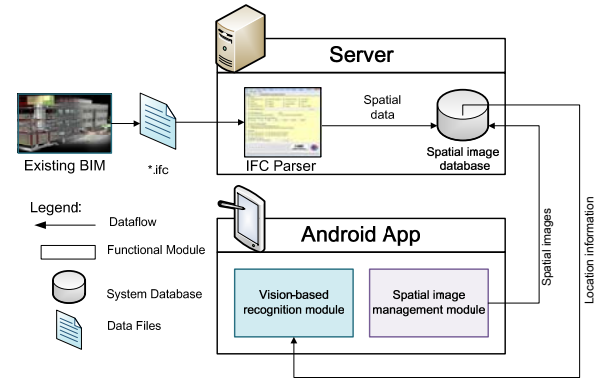 Server
Existing BIM
*.ifc
IFC Parser
Spatial
data
Spatial image
database
Legend:
Dataflow
Functional Module
System Database
Data Files
Android App
Vision-based
recognition module
Spatial image
management module
Spatial images
Location information